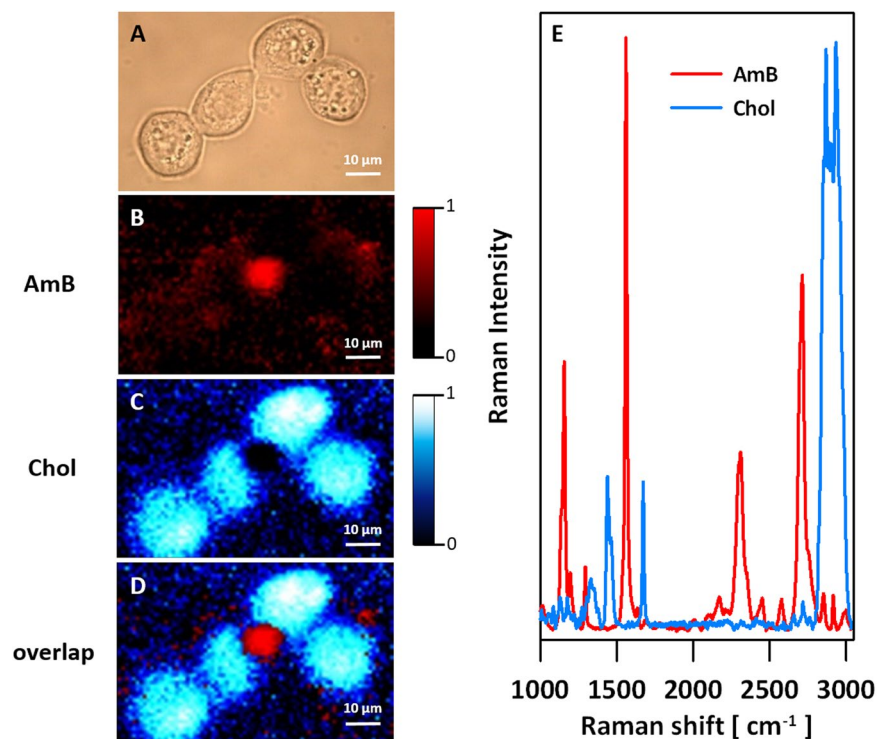 A
10 µm
B
AmB
10 µm
1
0
C
Chol
10 µm
1
0
D
overlap
10 µm
E
AmB
Chol
Raman Intensity
1000 1500 2000 2500 3000
Raman shift [ cm⁻¹ ]